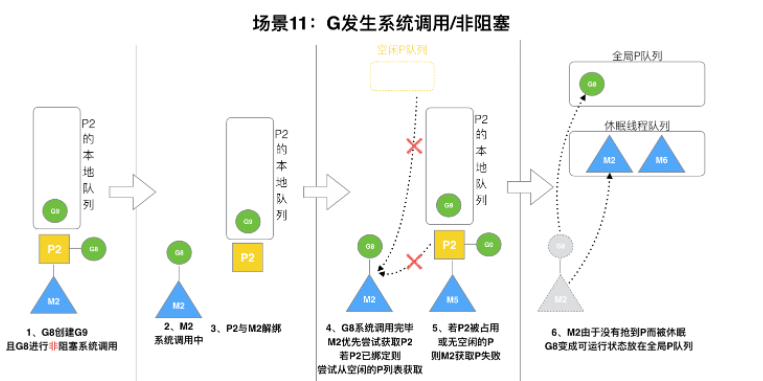 场景11：G发生系统调用/非阻塞
P2的本地队列
G9
P2
G8
M2
1、G8创建G9
且G8进行非阻塞系统调用
G8
M2
2、M2
系统调用中
P2的本地队列
G9
P2
3、P2与M2解绑
空闲P队列
G8
M2
4、G8系统调用完毕
M2优先尝试获取P2
若P2已绑定则
尝试从空闲的P列表获取
P2的本地队列
G9
P2
G0
M5
5、若P2被占用
或无空闲的P
则M2获取P失败
全局P队列
G8
休眠线程队列
M2
M6
G8
M2
6、M2由于没有抢到P而被休眠
G8变成可运行状态放在全局P队列